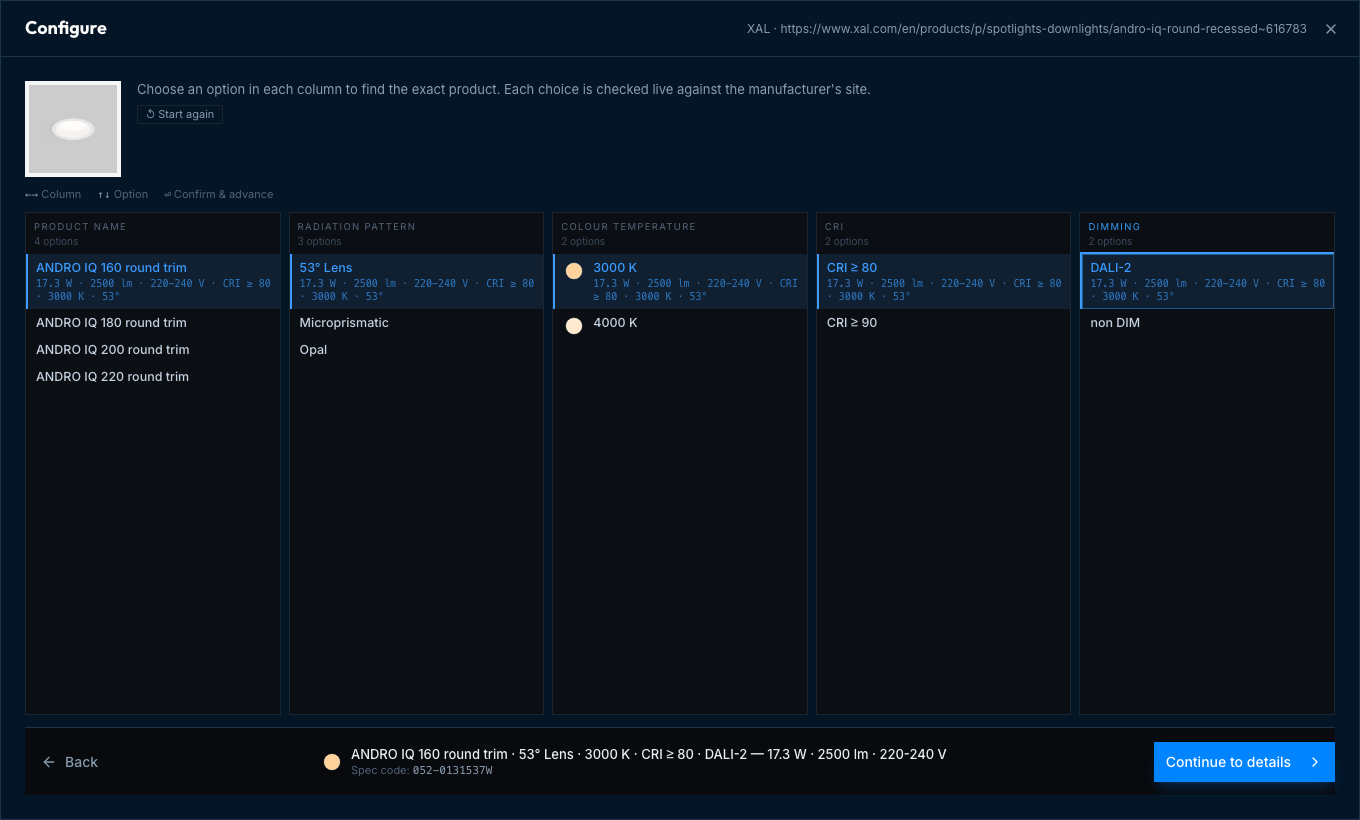 Configure
XAL · https://www.xal.com/en/products/p/spotlights-downlights/andro-iq-round-recessed~616783
Choose an option in each column to find the exact product. Each choice is checked live against the manufacturer's site.
↺ Start again
←→ Column ↑↓ Option ⏎ Confirm & advance
PRODUCT NAME
4 options
ANDRO IQ 160 round trim
17.3 W · 2500 lm · 220–240 V · CRI ≥ 80
· 3000 K · 53°
ANDRO IQ 180 round trim
ANDRO IQ 200 round trim
ANDRO IQ 220 round trim
RADIATION PATTERN
3 options
53° Lens
17.3 W · 2500 lm · 220–240 V · CRI ≥ 80
· 3000 K · 53°
Microprismatic
Opal
COLOUR TEMPERATURE
2 options
3000 K
17.3 W · 2500 lm · 220–240 V · CRI
≥ 80 · 3000 K · 53°
4000 K
CRI
2 options
CRI ≥ 80
17.3 W · 2500 lm · 220–240 V · CRI ≥ 80
· 3000 K · 53°
CRI ≥ 90
DIMMING
2 options
DALI-2
17.3 W · 2500 lm · 220–240 V · CRI ≥ 80
· 3000 K · 53°
non DIM
← Back
ANDRO IQ 160 round trim · 53° Lens · 3000 K · CRI ≥ 80 · DALI-2 — 17.3 W · 2500 lm · 220-240 V
Spec code: 052-0131537W
Continue to details